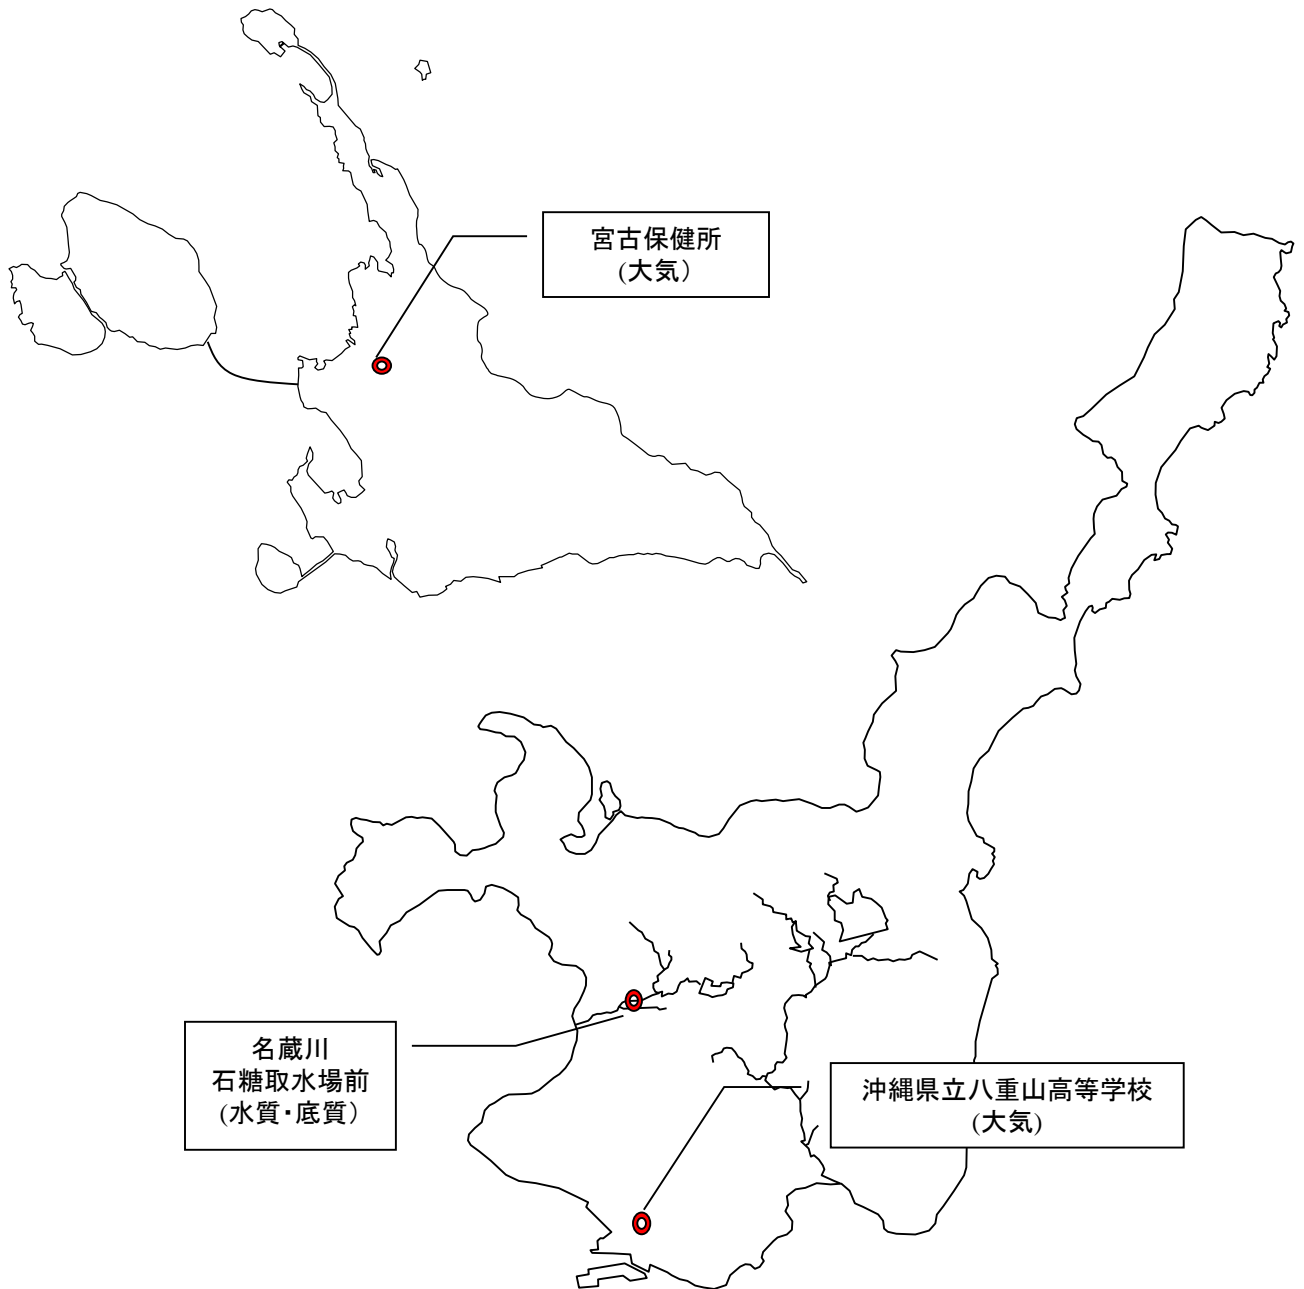 宮古保健所
(大気)
名蔵川
石糖取水場前
(水質・底質)
沖縄県立八重山高等学校
(大気)